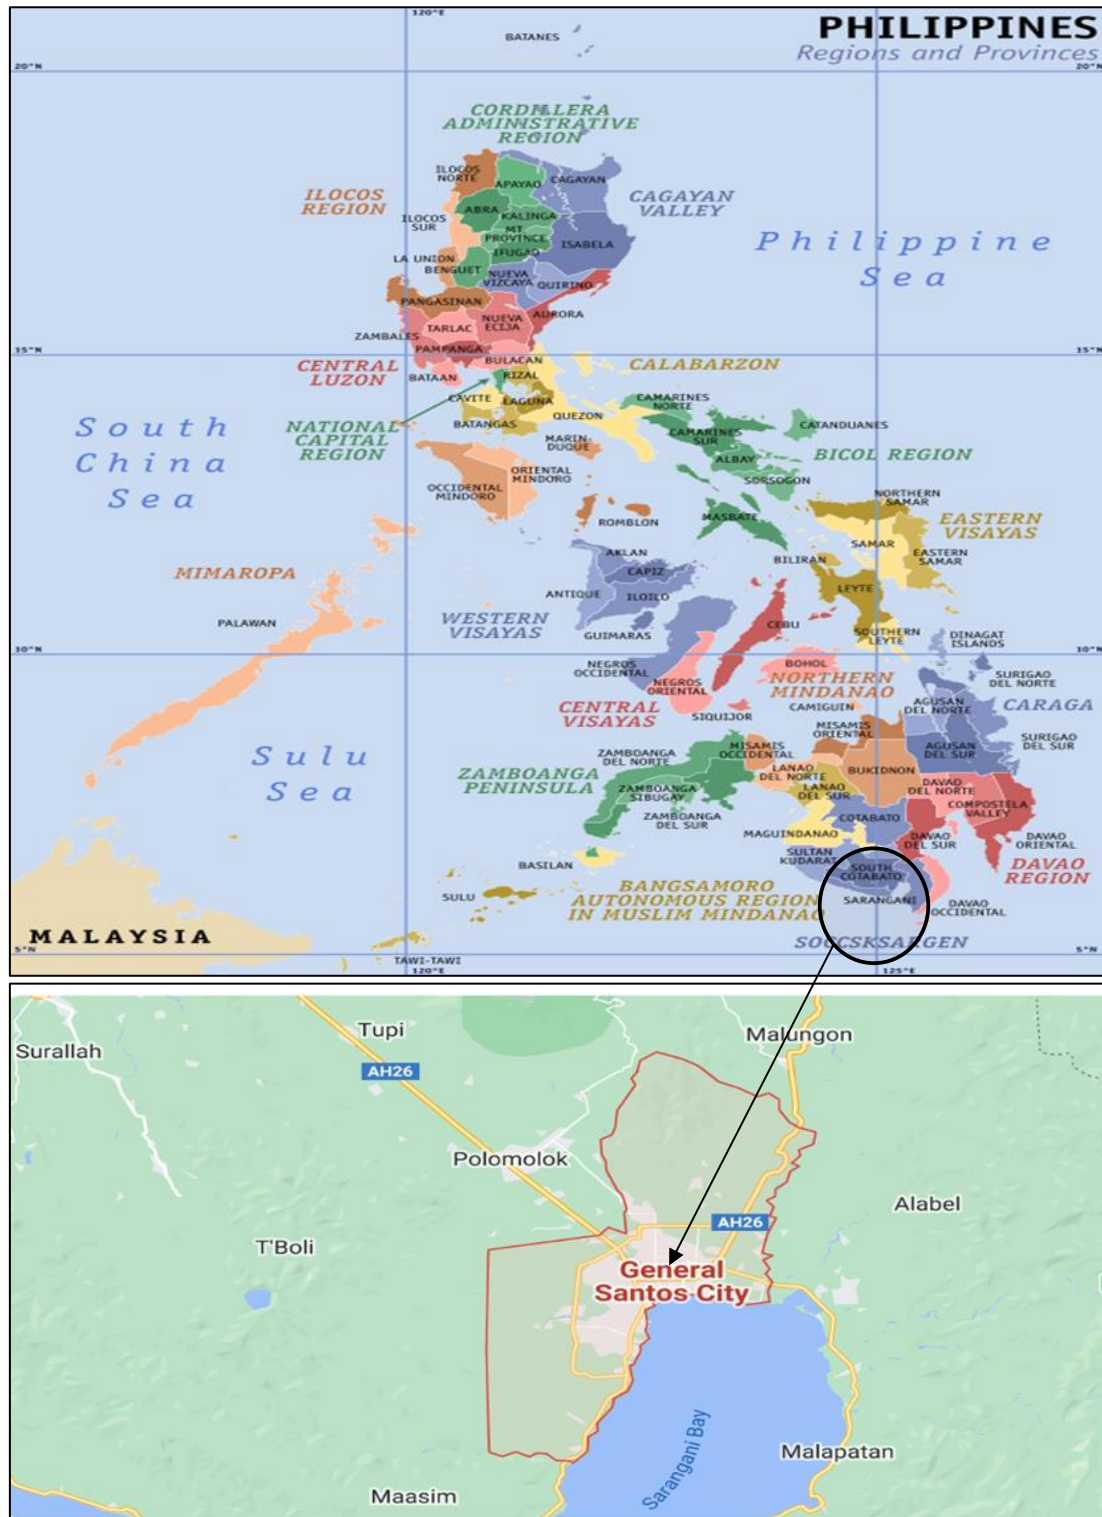 120°E
PHILIPPINES
Regions and Provinces
BATANES
20°N
20°N
CORDILLERA
ADMINISTRATIVE
REGION
ILOCOS
NORTE
APAYAO
CAGAYAN
ILOCOS
REGION
CAGAYAN
VALLEY
ABRA
KALINGA
ILOCOS
SUR
MT.
PROVINCE
ISABELA
IFUGAO
Philippine
Sea
LA UNION
BENGUET
NUEVA
VIZCAYA
QUIRINO
PANGASINAN
AURORA
TARLAC
NUEVA
ECIJA
ZAMBALES
PAMPANGA
BULACAN
15°N
15°N
CENTRAL
LUZON
BATAAN
RIZAL
CALABARZON
CAVITE
LAGUNA
CAMARINES
NORTE
QUEZON
BATANGAS
CATANDUANES
NATIONAL
CAPITAL
REGION
South
China
Sea
MARIN-
DUQUE
CAMARINES
SUR
BICOL REGION
ALBAY
SORSOGON
ORIENTAL
MINDORO
OCCIDENTAL
MINDORO
NORTHERN
SAMAR
ROMBLON
MASBATE
EASTERN
VISAYAS
SAMAR
AKLAN
BILIRAN
EASTERN
SAMAR
MIMAROPA
CAPIZ
LEYTE
ANTIQUE
ILOILO
PALAWAN
WESTERN
VISAYAS
CEBU
GUIMARAS
SOUTHERN
LEYTE
DINAGAT
ISLANDS
10°N
10°N
NEGROS
OCCIDENTAL
BOHOL
NEGROS
ORIENTAL
NORTHERN
MINDANAO
SURIGAO
DEL NORTE
CENTRAL
VISAYAS
SIQUIJOR
CAMIGUIN
AGUSAN
DEL NORTE
CARAGA
MISAMIS
ORIENTAL
Sulu
Sea
ZAMBOANGA
DEL NORTE
MISAMIS
OCCIDENTAL
AGUSAN
DEL SUR
SURIGAO
DEL SUR
ZAMBOANGA
PENINSULA
LANAO
DEL NORTE
BUKIDNON
ZAMBOANGA
SIBUGAY
LANAO
DEL SUR
DAVAO
DEL NORTE
COMPOSTELA
VALLEY
ZAMBOANGA
DEL SUR
COTABATO
MAGUINDANAO
DAVAO
DEL SUR
DAVAO
ORIENTAL
SULTAN
KUDARAT
BASILAN
SOUTH
COTABATO
DAVAO
REGION
SULU
BANGSAMORO
AUTONOMOUS REGION
IN MUSLIM MINDANAO
SARANGANI
DAVAO
OCCIDENTAL
MALAYSIA
SOCCSKSARGEN
5°N
5°N
TAWI-TAWI
120°E
125°E
Tupi
Malungon
Surallah
AH26
Polomolok
Alabel
AH26
T'Boli
General
Santos City
Sarangani Bay
Malapatan
Maasim